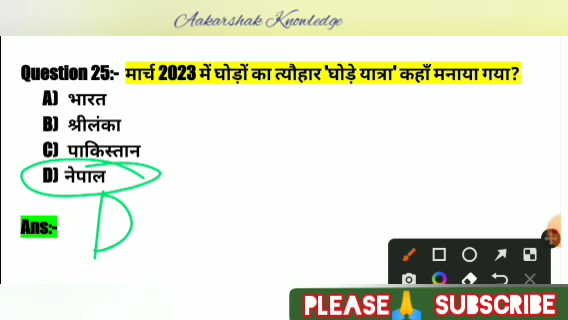 Aakarshak Knowledge
Question 25:- मार्च 2023 में घोड़ों का त्यौहार 'घोड़े यात्रा' कहाँ मनाया गया?
A) भारत
B) श्रीलंका
C) पाकिस्तान
D) नेपाल
D
Ans:-
PLEASE🙏 SUBSCRIBE